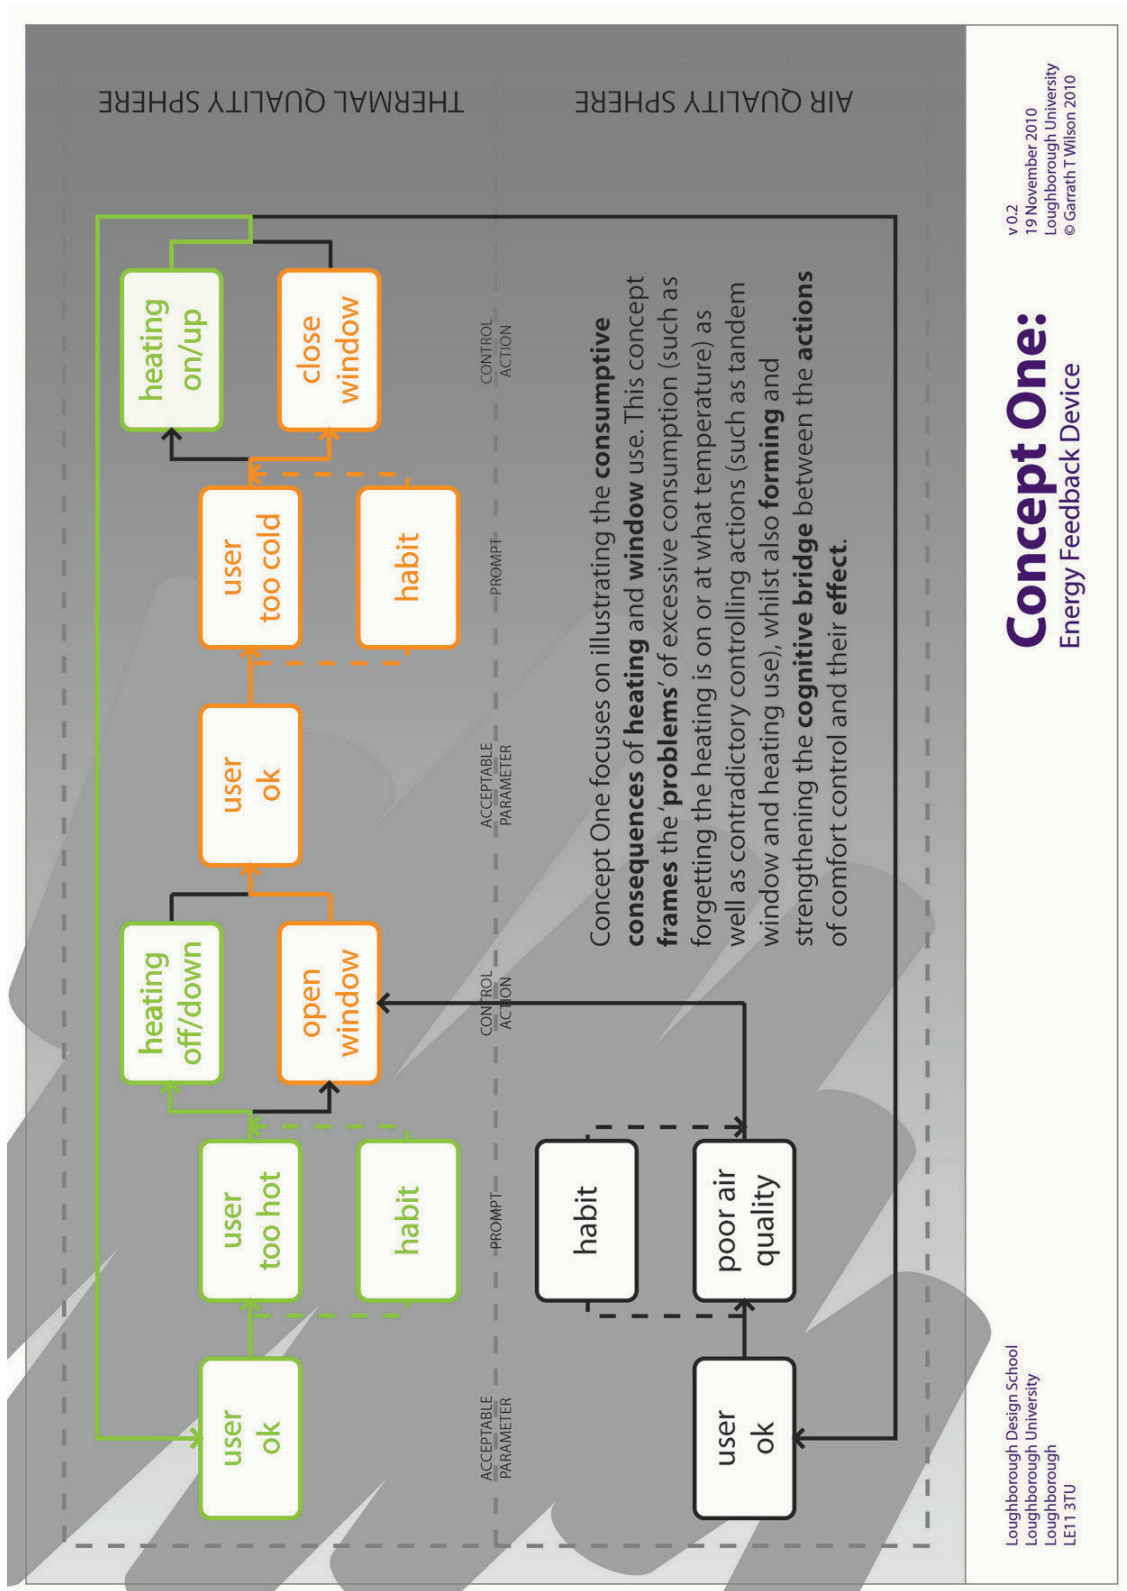 THERMAL QUALITY SPHERE
AIR QUALITY SPHERE
user
ok
user
too hot
habit
heating
off/down
open
window
user
ok
user
too cold
habit
heating
on/up
close
window
ACCEPTABLE
PARAMETER
PROMPT
CONTROL
ACTION
ACCEPTABLE
PARAMETER
PROMPT
CONTROL
ACTION
user
ok
habit
poor air
quality
Concept One focuses on illustrating the consumptive
consequences of heating and window use. This concept
frames the ‘problems’ of excessive consumption (such as
forgetting the heating is on or at what temperature) as
well as contradictory controlling actions (such as tandem
window and heating use), whilst also forming and
strengthening the cognitive bridge between the actions
of comfort control and their effect.
Loughborough Design School
Loughborough University
Loughborough
LE11 3TU
Concept One:
Energy Feedback Device
v 0.2
19 November 2010
Loughborough University
© Garrath T Wilson 2010